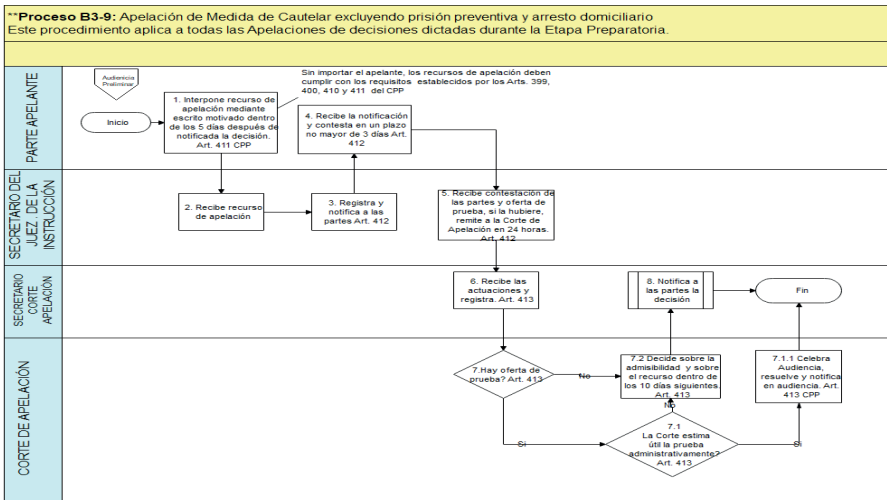 **Proceso B3-9: Apelación de Medida de Cautelar excluyendo prisión preventiva y arresto domiciliario
Este procedimiento aplica a todas las Apelaciones de decisiones dictadas durante la Etapa Preparatoria.
PARTE APELANTE
Audiencia
Preliminar
Inicio
1. Interpone recurso de
apelación mediante
escrito motivado dentro
de los 5 días después de
notificada la decisión.
Art. 411 CPP
Sin importar el apelante, los recursos de apelación deben
cumplir con los requisitos establecidos por los Arts. 399,
400, 410 y 411 del CPP
4. Recibe la notificación
y contesta en un plazo
no mayor de 3 días Art.
412
SECRETARIO DEL
JUEZ. DE LA
INSTRUCCIÓN
2. Recibe recurso
de apelación
3. Registra y
notifica a las
partes Art. 412
5. Recibe contestación de
las partes y oferta de
prueba, si la hubiere,
remite a la Corte de
Apelación en 24 horas.
Art. 412
SECRETARIO
CORTE
APELACIÓN
6. Recibe las
actuaciones y
registra. Art. 413
8. Notifica a
las partes la
decisión
Fin
CORTE DE APELACIÓN
7.Hay oferta de
prueba? Art. 413
No
7.2 Decide sobre la
admisibilidad y sobre
el recurso dentro de
los 10 días siguientes.
Art. 413
7.1.1 Celebra
Audiencia,
resuelve y notifica
en audiencia. Art.
413 CPP
No
Si
7.1
La Corte estima
útil la prueba
administrativamente?
Art. 413
Si